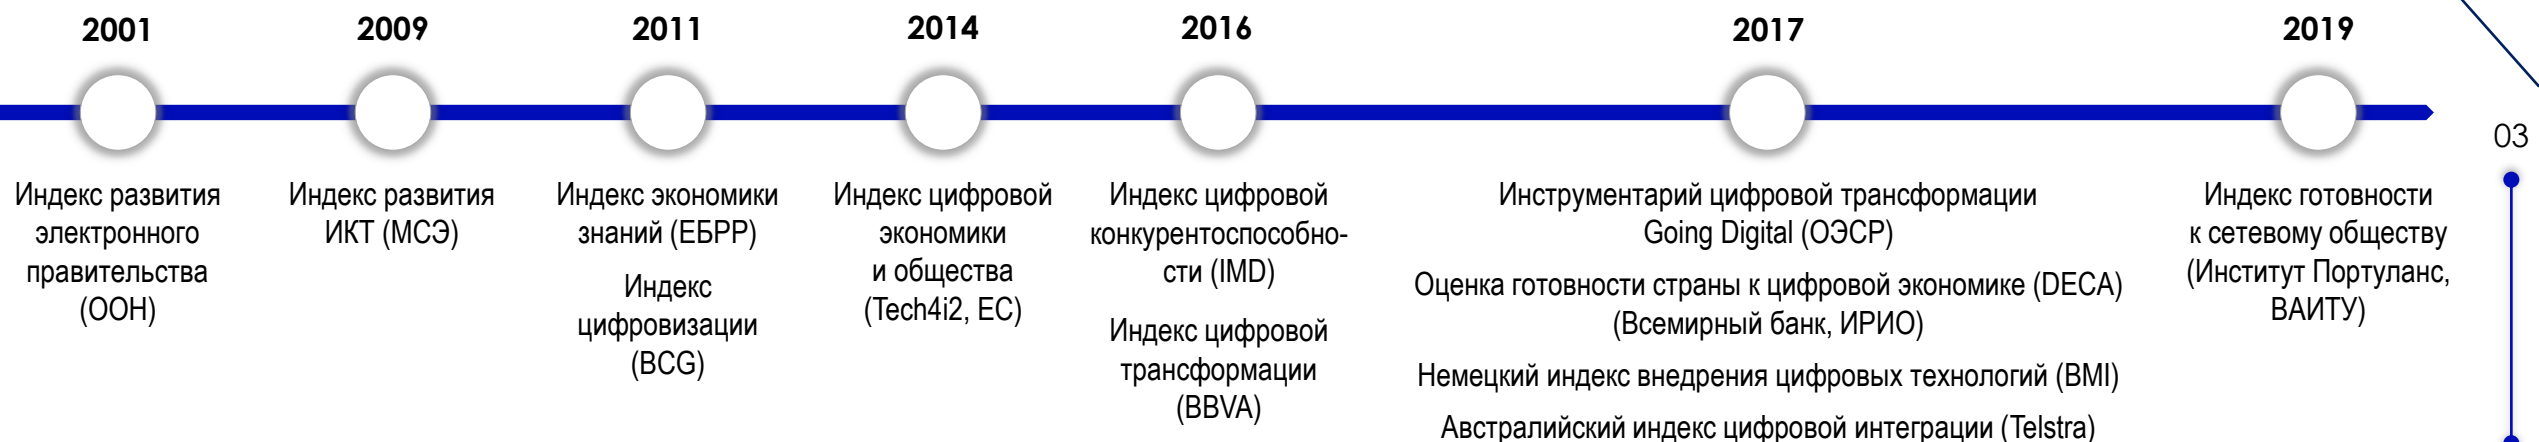 2001
Индекс развития
электронного
правительства
(ООН)
2009
Индекс развития
ИКТ (МСЭ)
2011
Индекс экономики
знаний (ЕБРР)
Индекс
цифровизации
(BCG)
2014
Индекс цифровой
экономики
и общества
(Tech4i2, ЕС)
2016
Индекс цифровой
конкурентоспособно-
сти (IMD)
Индекс цифровой
трансформации
(BBVA)
2017
Инструментарий цифровой трансформации
Going Digital (ОЭСР)
Оценка готовности страны к цифровой экономике (DECA)
(Всемирный банк, ИРИО)
Немецкий индекс внедрения цифровых технологий (BMI)
Австралийский индекс цифровой интеграции (Telstra)
2019
Индекс готовности
к сетевому обществу
(Институт Портуланс,
ВАИТУ)
03